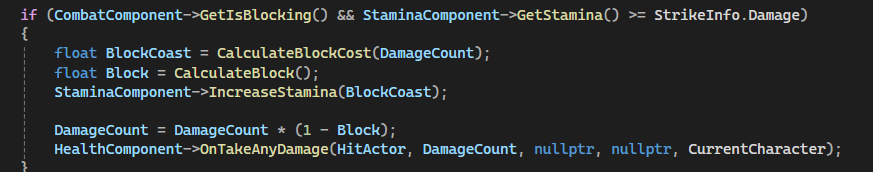 if (CombatComponent->GetIsBlocking() && StaminaComponent->GetStamina() >= StrikeInfo.Damage)
{
float BlockCoast = CalculateBlockCost(DamageCount);
float Block = CalculateBlock();
StaminaComponent->IncreaseStamina(BlockCoast);
DamageCount = DamageCount * (1 - Block);
HealthComponent->OnTakeAnyDamage(HitActor, DamageCount, nullptr, nullptr, CurrentCharacter);
}